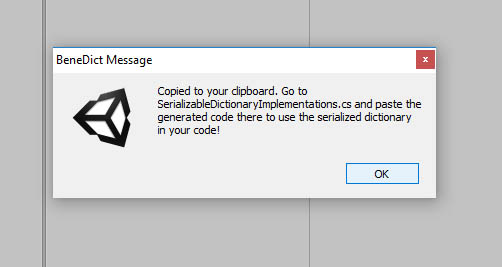 BeneDict Message
Copied to your clipboard. Go to
SerializableDictionaryImplementations.cs and paste the
generated code there to use the serialized dictionary
in your code!
OK